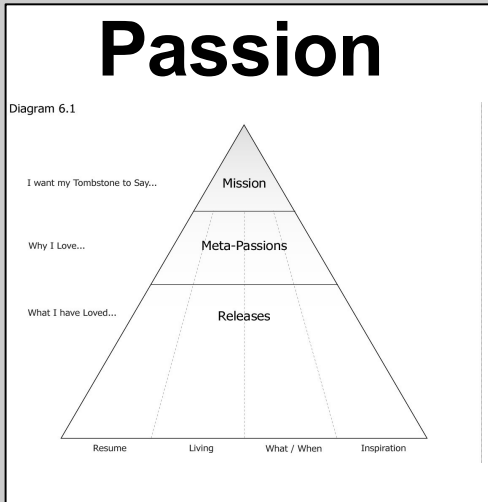 Passion
Diagram 6.1
I want my Tombstone to Say...
Mission
Why I Love...
Meta-Passions
What I have Loved...
Releases
Resume
Living
What / When
Inspiration